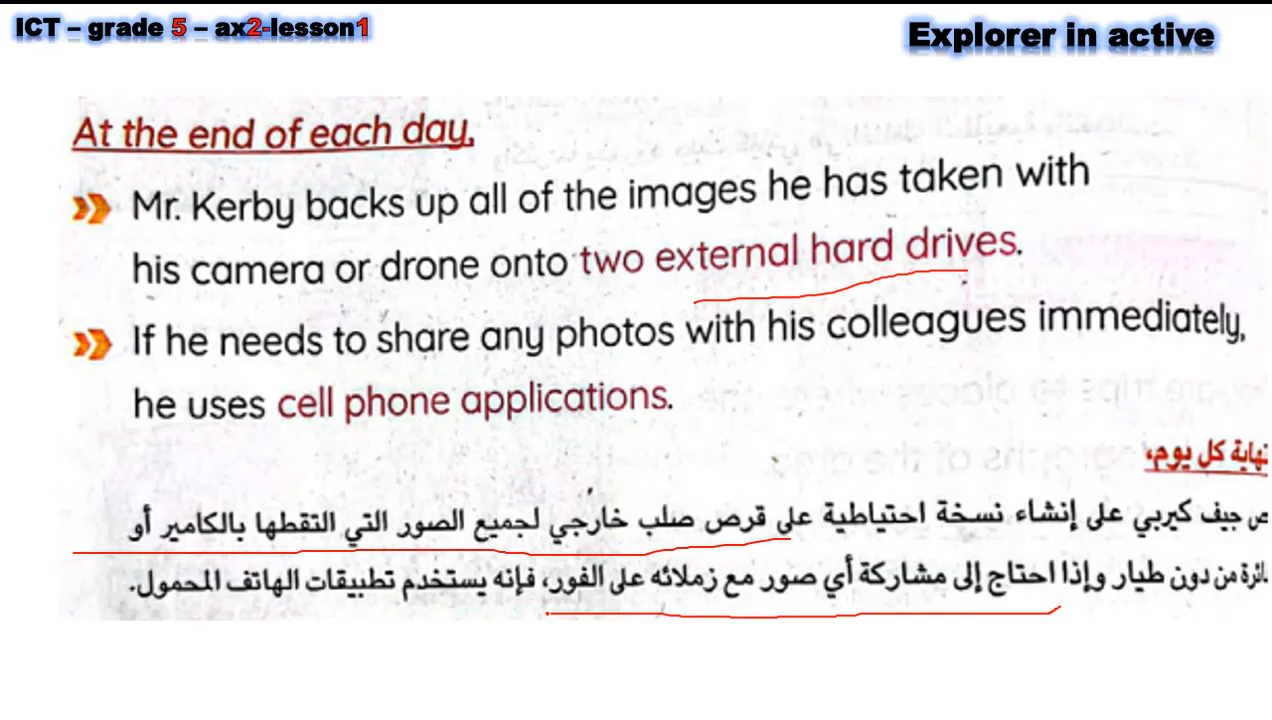 ICT – grade 5 – ax2-lesson1
Explorer in active
At the end of each day,
Mr. Kerby backs up all of the images he has taken with
his camera or drone onto two external hard drives.
If he needs to share any photos with his colleagues immediately,
he uses cell phone applications.
نهاية كل يوم،
ص جيف كيربي على إنشاء نسخة احتياطية على قرص صلب خارجي لجميع الصور التي التقطها بالكاميرا أو
ائرة من دون طيار وإذا احتاج إلى مشاركة أي صور مع زملائه على الفور، فإنه يستخدم تطبيقات الهاتف المحمول.